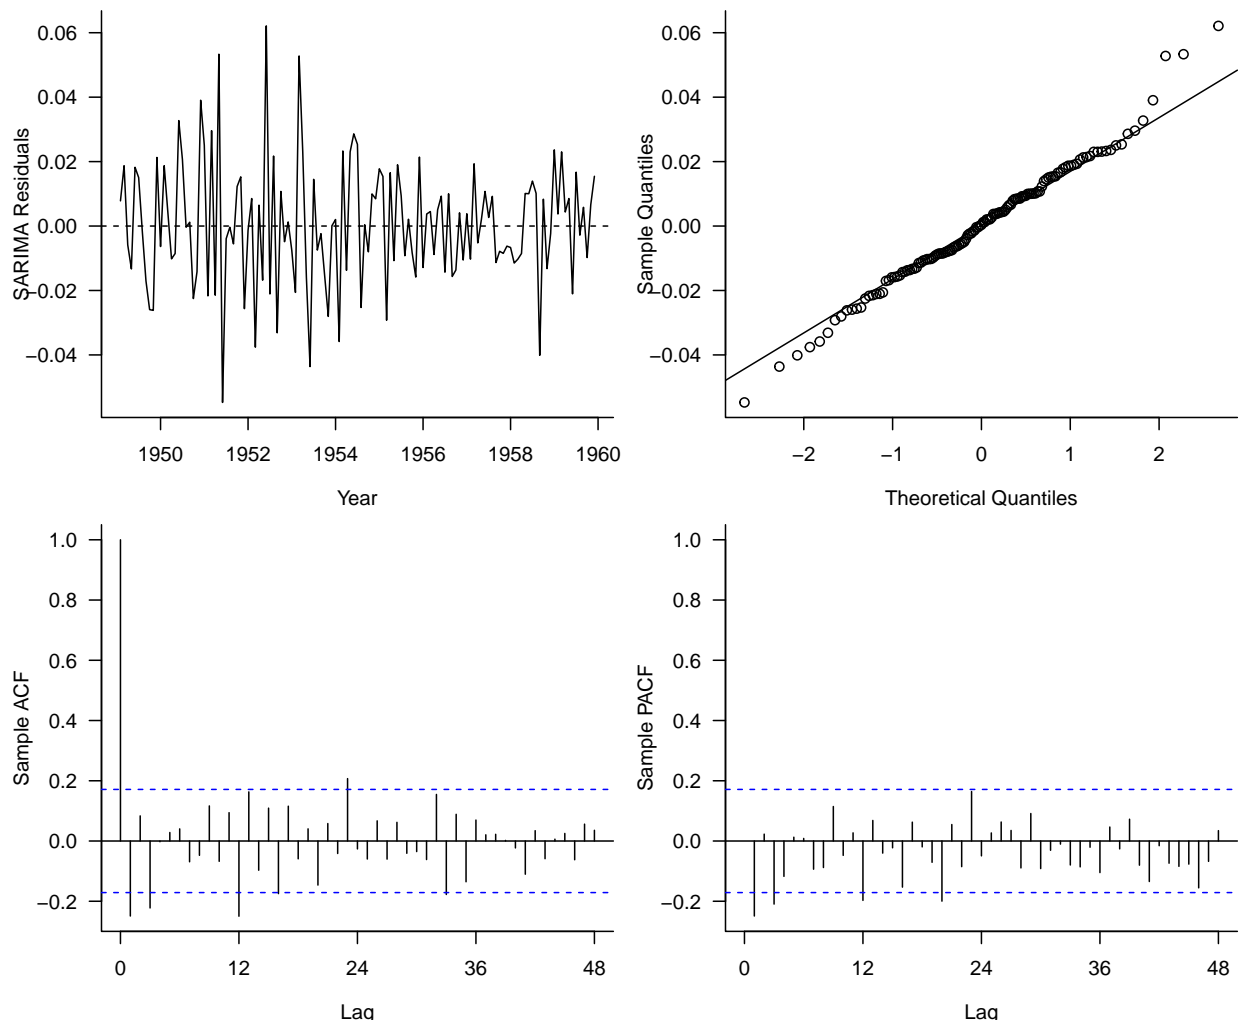 0.06
0.04
0.02
0.00
−0.02
−0.04
SARIMA Residuals
1950 1952 1954 1956 1958 1960
Year
0.06
0.04
0.02
0.00
−0.02
−0.04
Sample Quantiles
−2 −1 0 1 2
Theoretical Quantiles
1.0
0.8
0.6
0.4
0.2
0.0
−0.2
Sample ACF
0 12 24 36 48
Lag
1.0
0.8
0.6
0.4
0.2
0.0
−0.2
Sample PACF
0 12 24 36 48
Lag